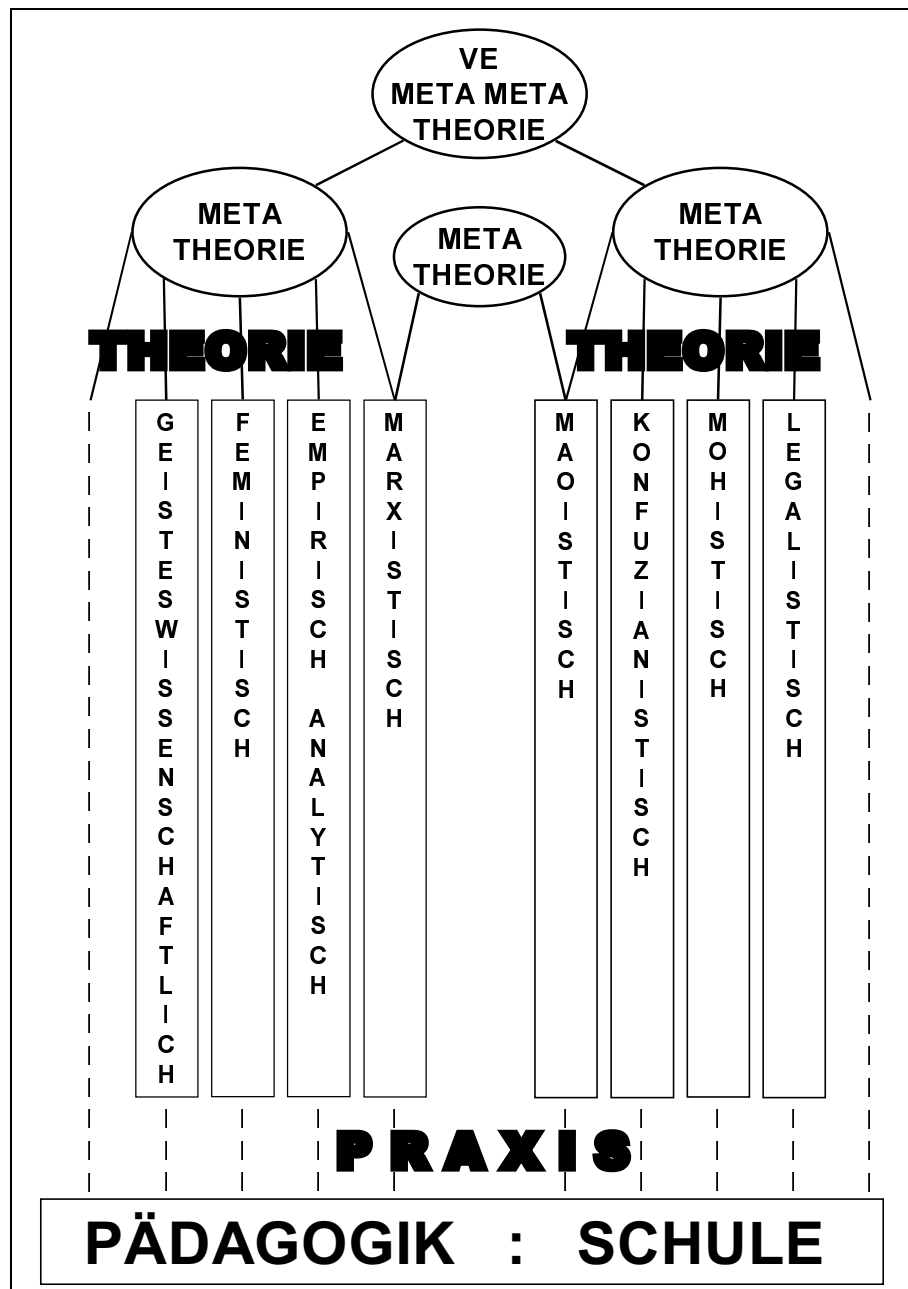 VE
META META
THEORIE
META
THEORIE
META
THEORIE
META
THEORIE
THEORIE
THEORIE
GEISTESWISSENSCHAFTLICH
FEMINISTISCH
EMPIRISCH ANALYTISCH
MARXISTISCH
MAOISTISCH
KONFUZIANISTISCH
MOHISTISCH
LEGALISTISCH
PRAXIS
PÄDAGOGIK : SCHULE